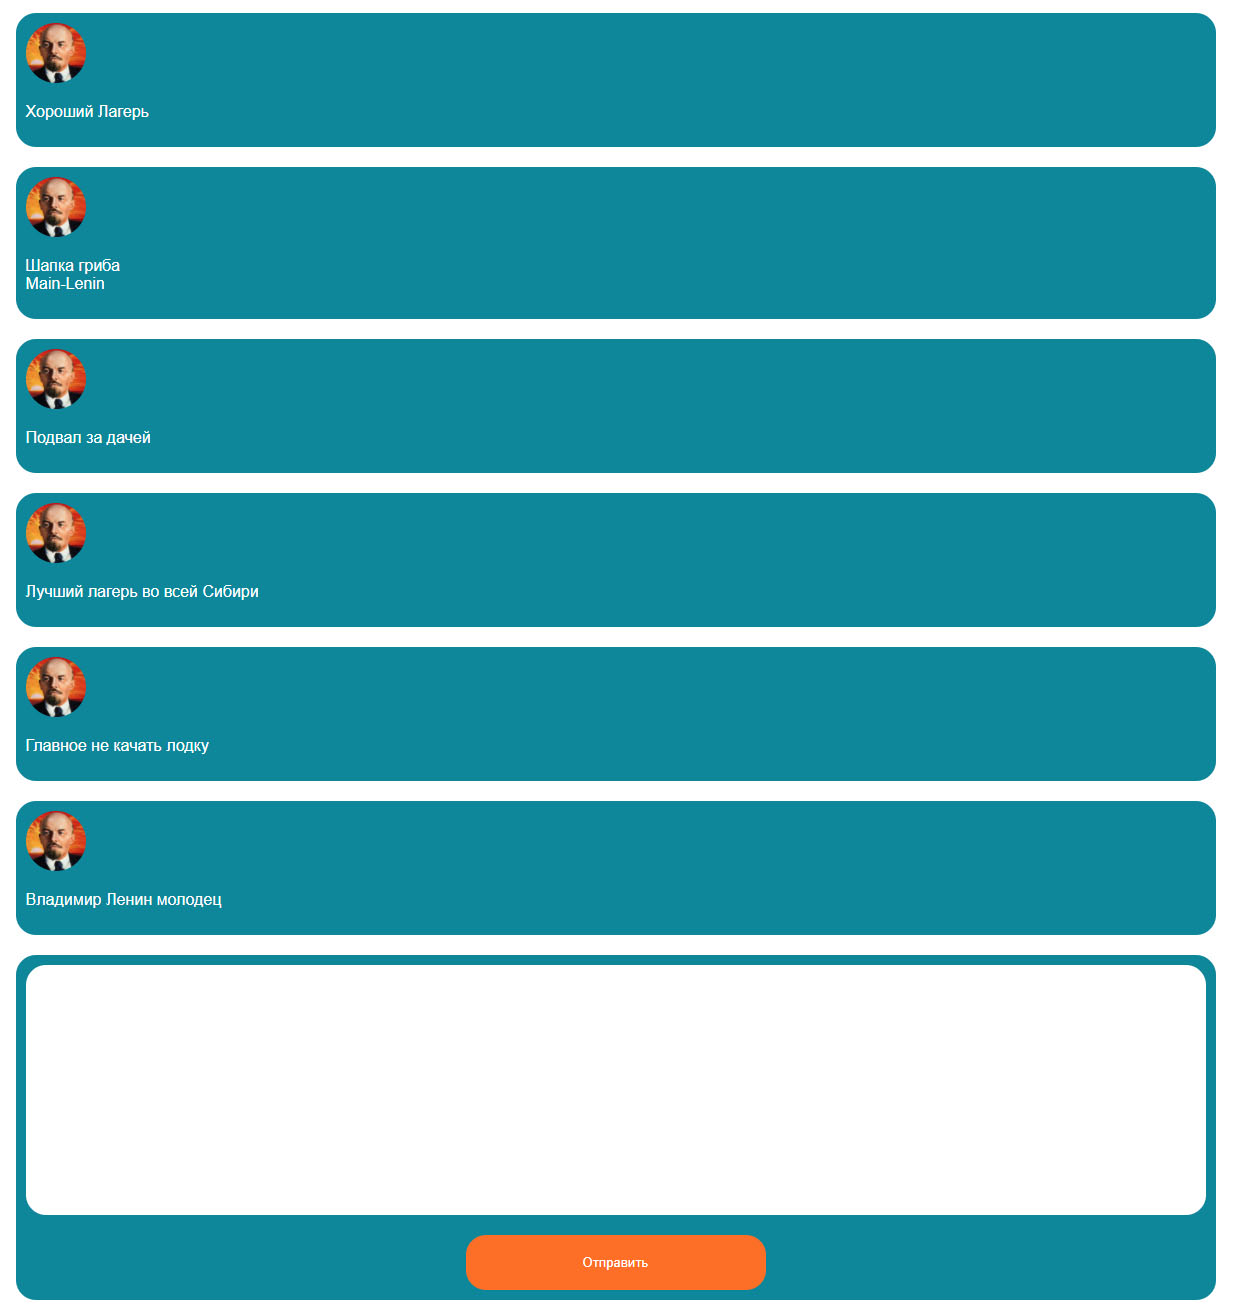 Хороший Лагерь
Шапка гриба
Main-Lenin
Подвал за дачей
Лучший лагерь во всей Сибири
Главное не качать лодку
Владимир Ленин молодец
Отправить